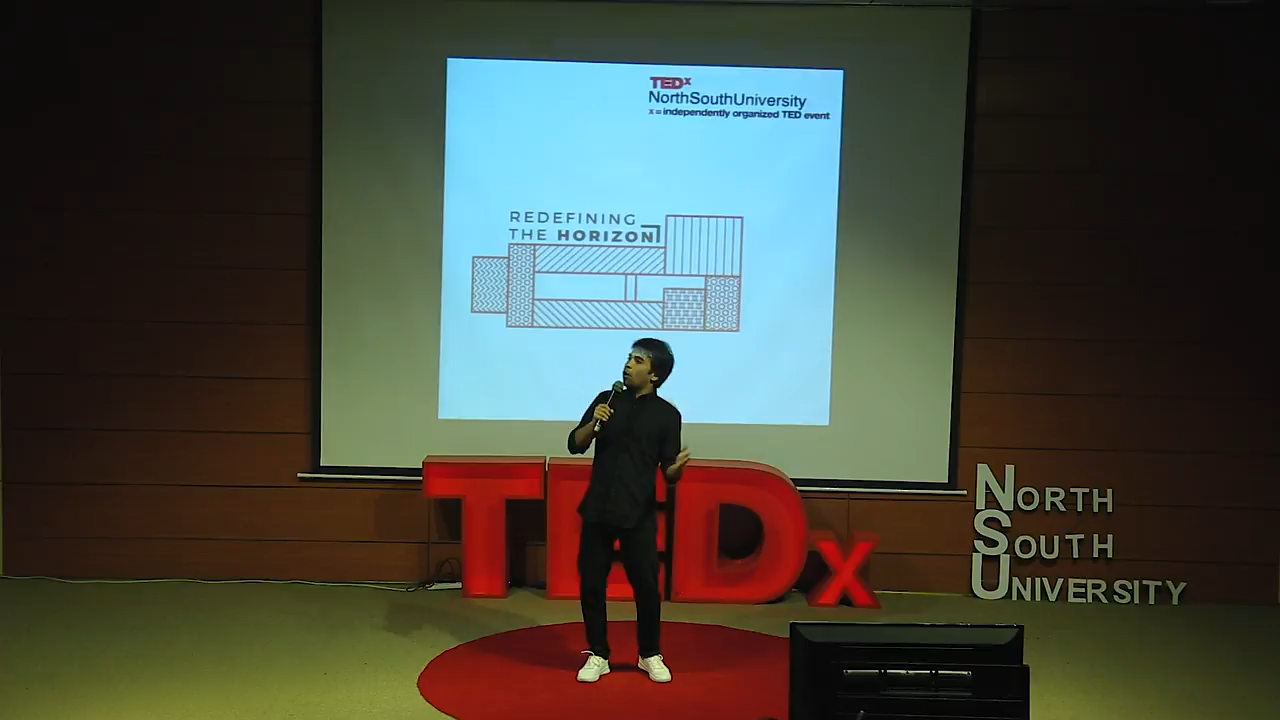 TEDx
NorthSouthUniversity
x = independently organized TED event
REDEFINING
THE HORIZON
TEDx
NORTH
SOUTH
UNIVERSITY